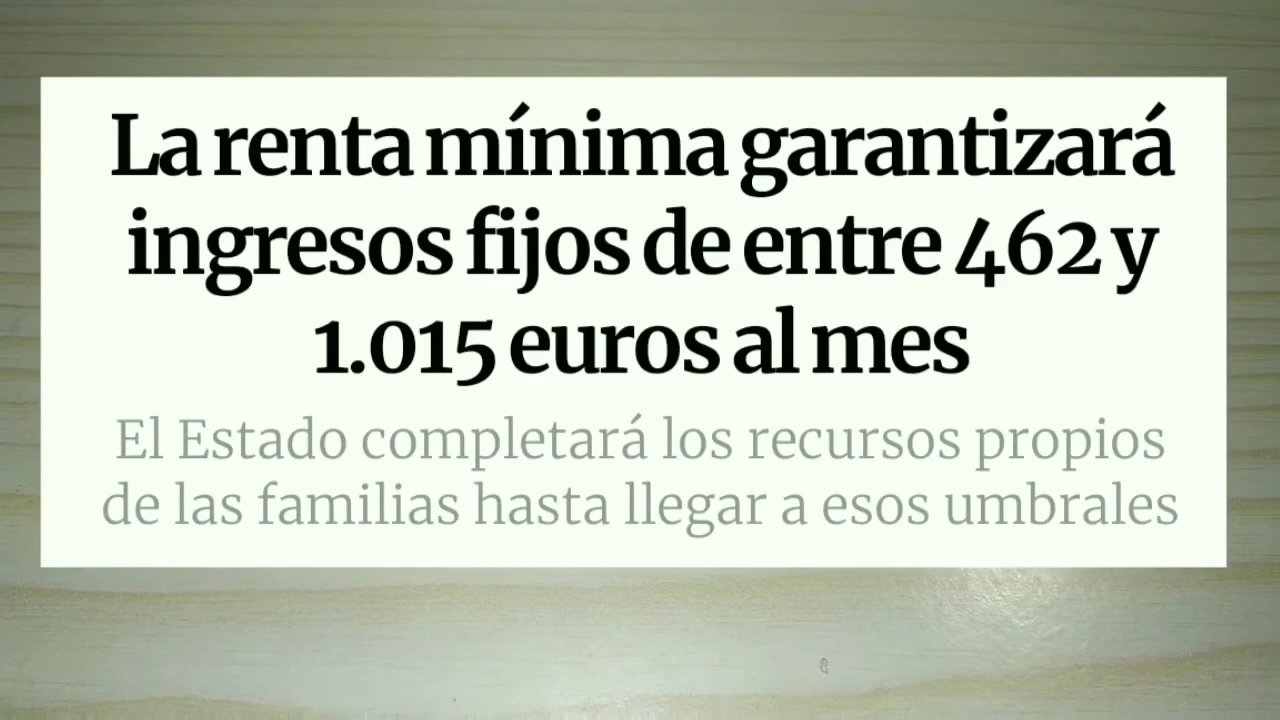 La renta mínima garantizará
ingresos fijos de entre 462 y
1.015 euros al mes
El Estado completará los recursos propios
de las familias hasta llegar a esos umbrales